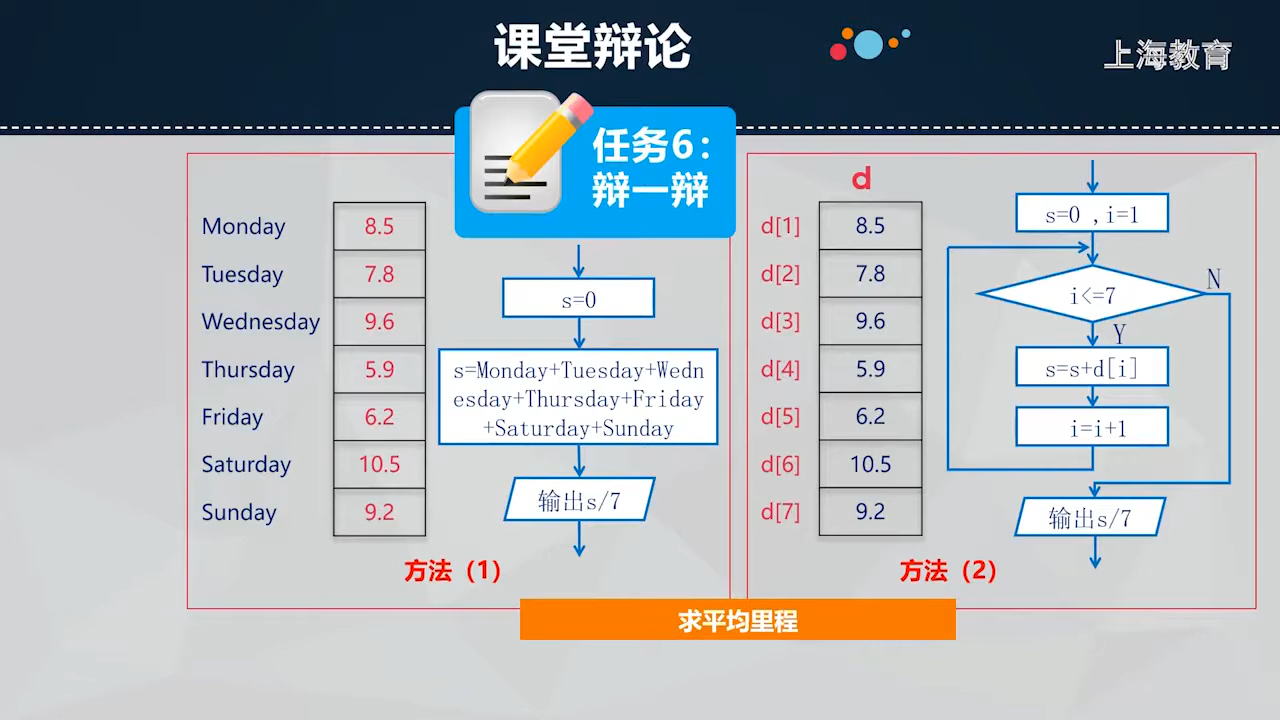 课堂辩论
上海教育
任务6：
辩一辩
Monday 8.5
Tuesday 7.8
Wednesday 9.6
Thursday 5.9
Friday 6.2
Saturday 10.5
Sunday 9.2
s=0
s=Monday+Tuesday+Wedn
esday+Thursday+Friday
+Saturday+Sunday
输出s/7
方法（1）
d
d[1] 8.5
d[2] 7.8
d[3] 9.6
d[4] 5.9
d[5] 6.2
d[6] 10.5
d[7] 9.2
s=0 ,i=1
i<=7
N
Y
s=s+d[i]
i=i+1
输出s/7
方法（2）
求平均里程